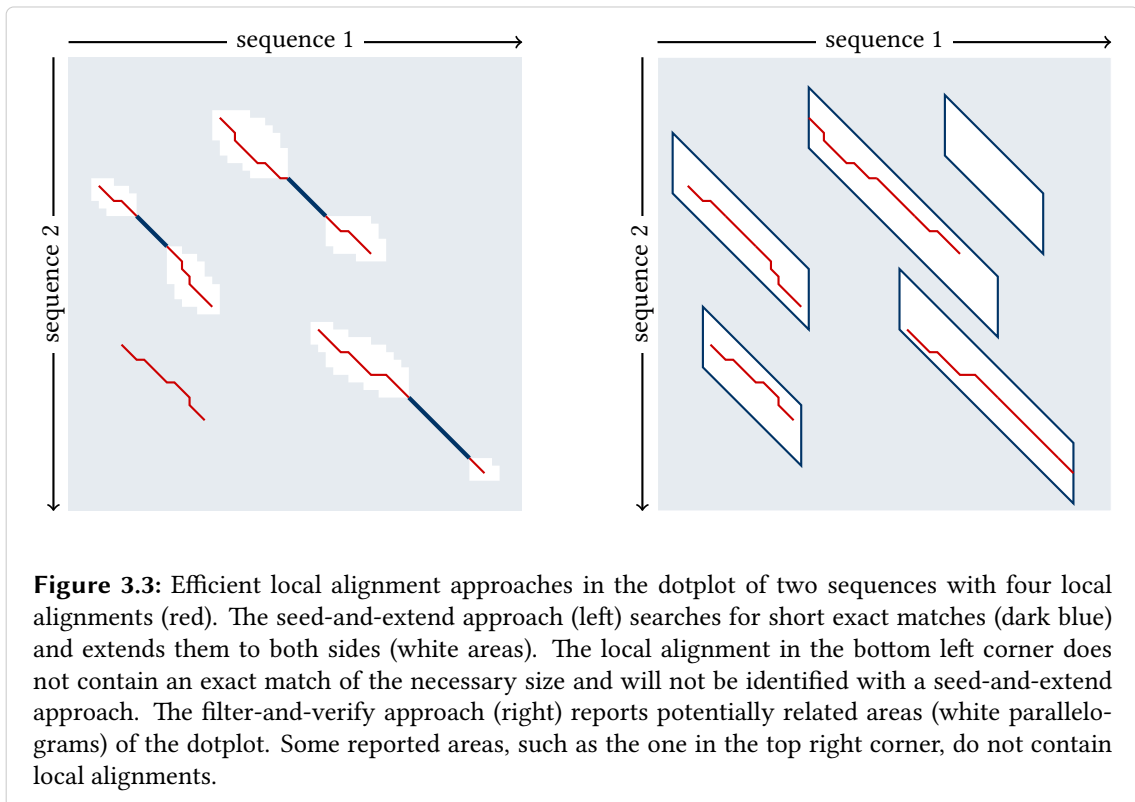 sequence 1
sequence 1
sequence 2
sequence 2
Figure 3.3: Efficient local alignment approaches in the dotplot of two sequences with four local
alignments (red). The seed-and-extend approach (left) searches for short exact matches (dark blue)
and extends them to both sides (white areas). The local alignment in the bottom left corner does
not contain an exact match of the necessary size and will not be identified with a seed-and-extend
approach. The filter-and-verify approach (right) reports potentially related areas (white parallelo-
grams) of the dotplot. Some reported areas, such as the one in the top right corner, do not contain
local alignments.